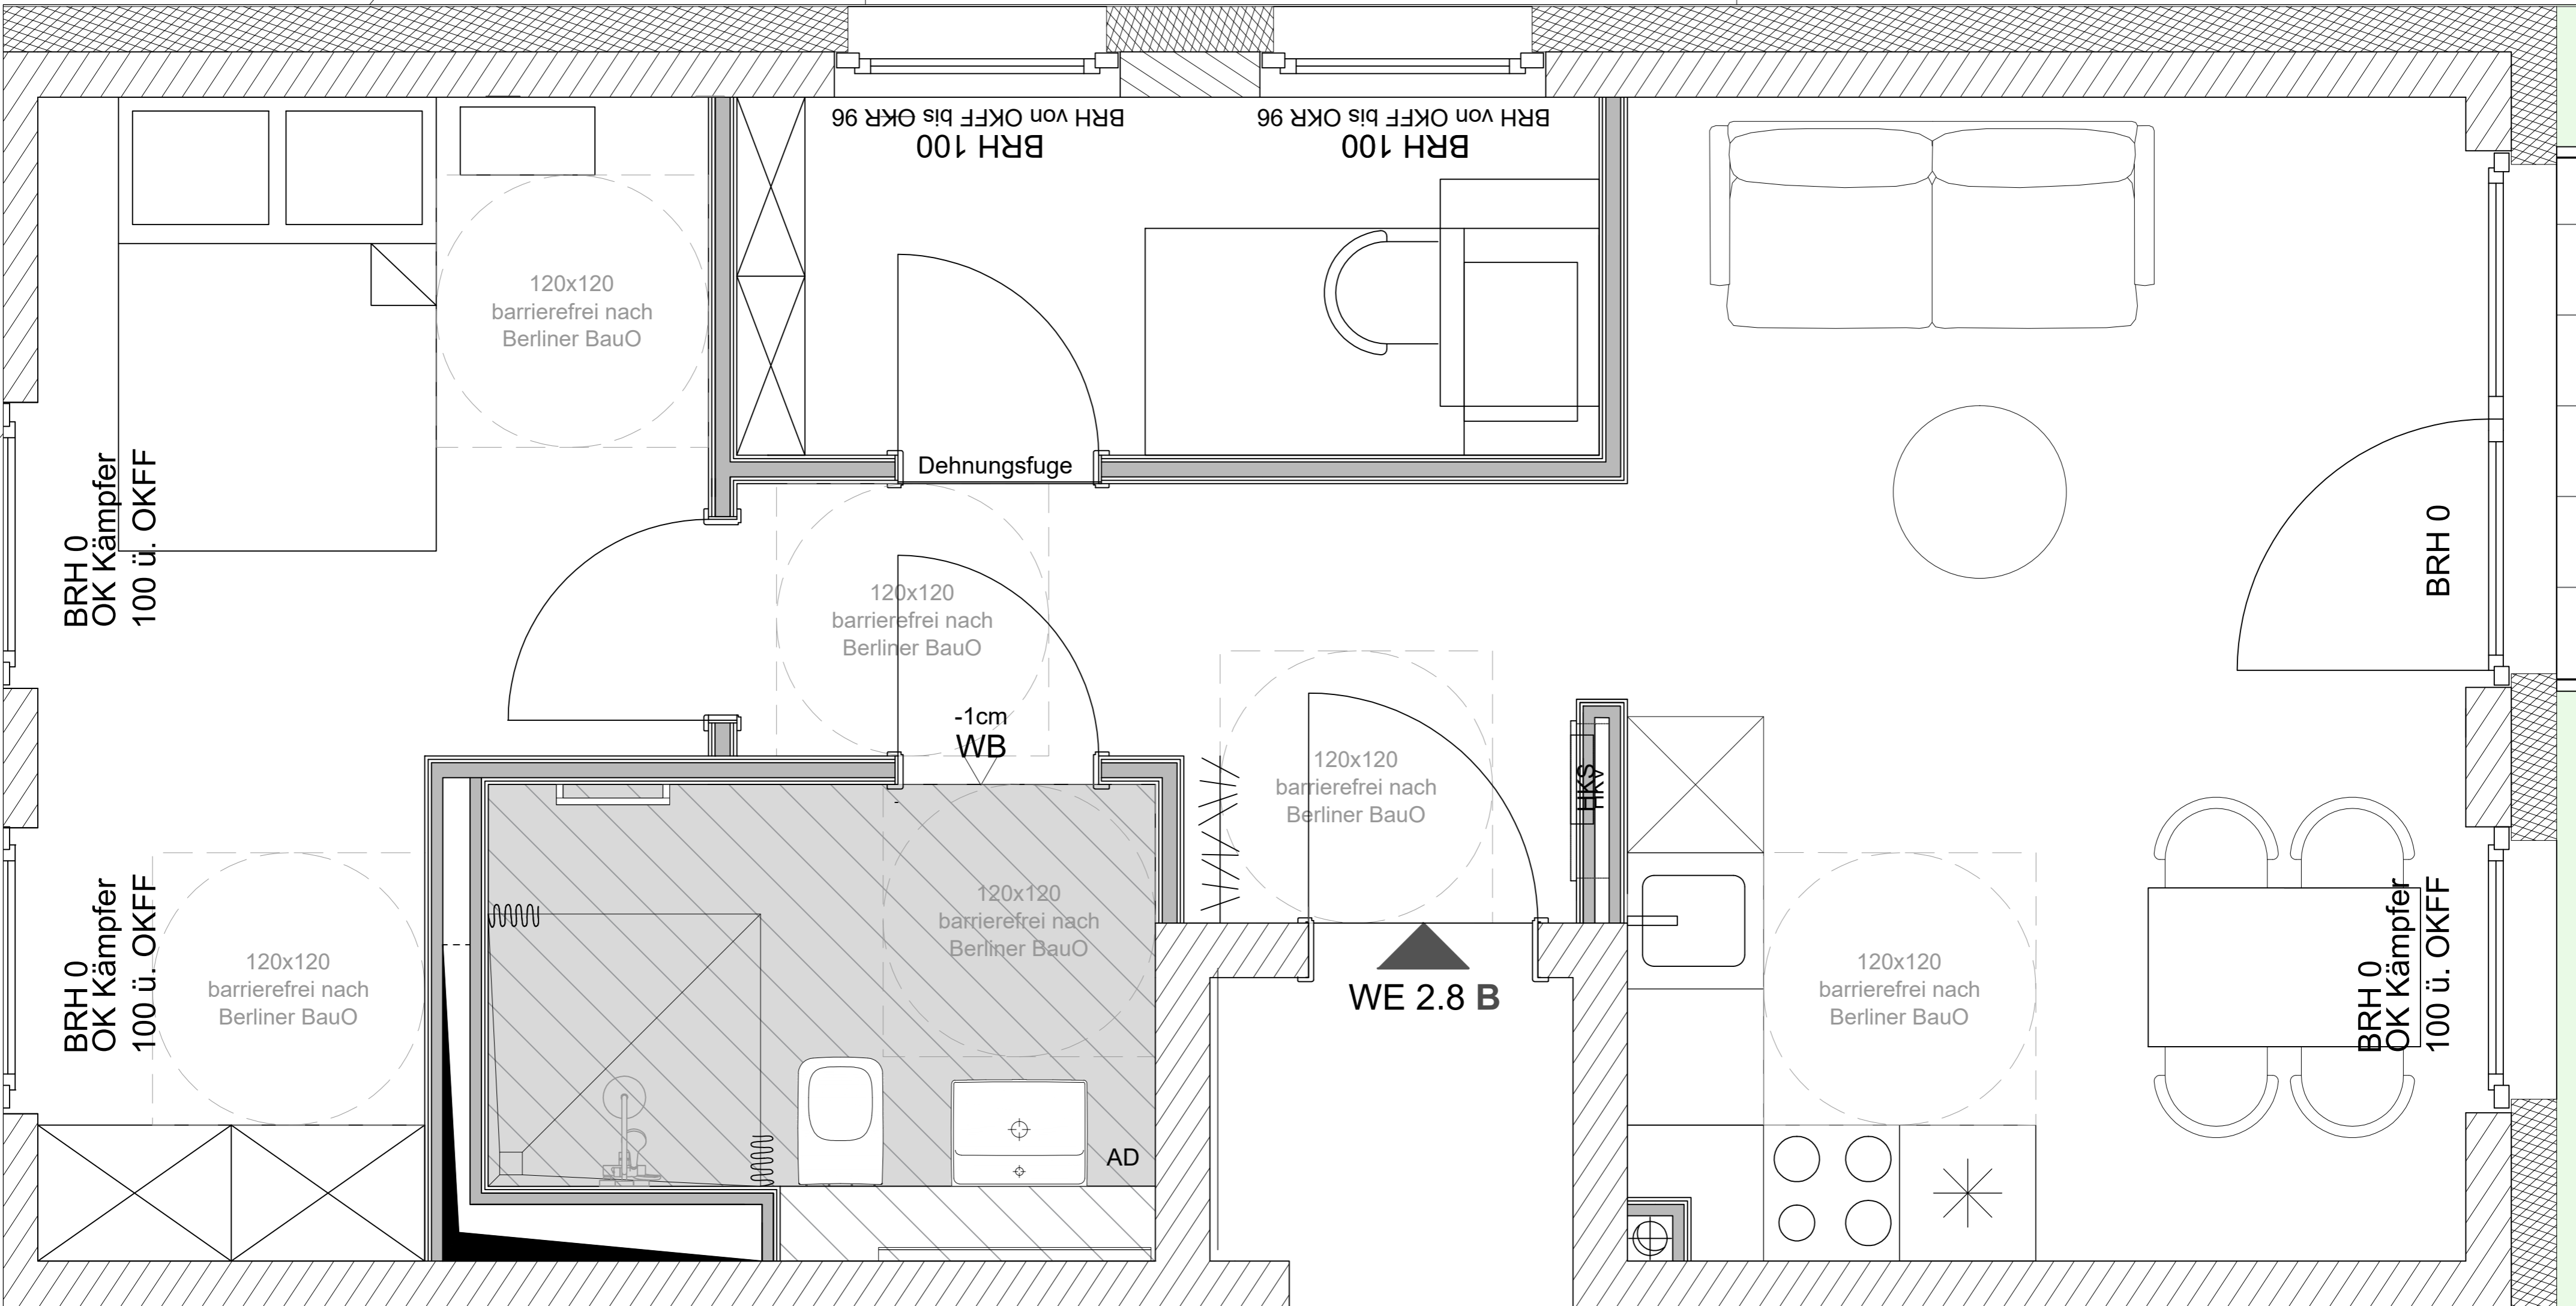 BRH von OKFF bis OKR 96
BRH 100
BRH von OKFF bis OKR 96
BRH 100
120x120
barrierefrei nach
Berliner BauO
Dehnungsfuge
BRH 0
OK Kämpfer
100 ü. OKFF
BRH 0
120x120
barrierefrei nach
Berliner BauO
-1cm
WB
120x120
barrierefrei nach
Berliner BauO
HKS
HKV
120x120
barrierefrei nach
Berliner BauO
BRH 0
OK Kämpfer
100 ü. OKFF
120x120
barrierefrei nach
Berliner BauO
WE 2.8 B
120x120
barrierefrei nach
Berliner BauO
BRH 0
OK Kämpfer
100 ü. OKFF
AD